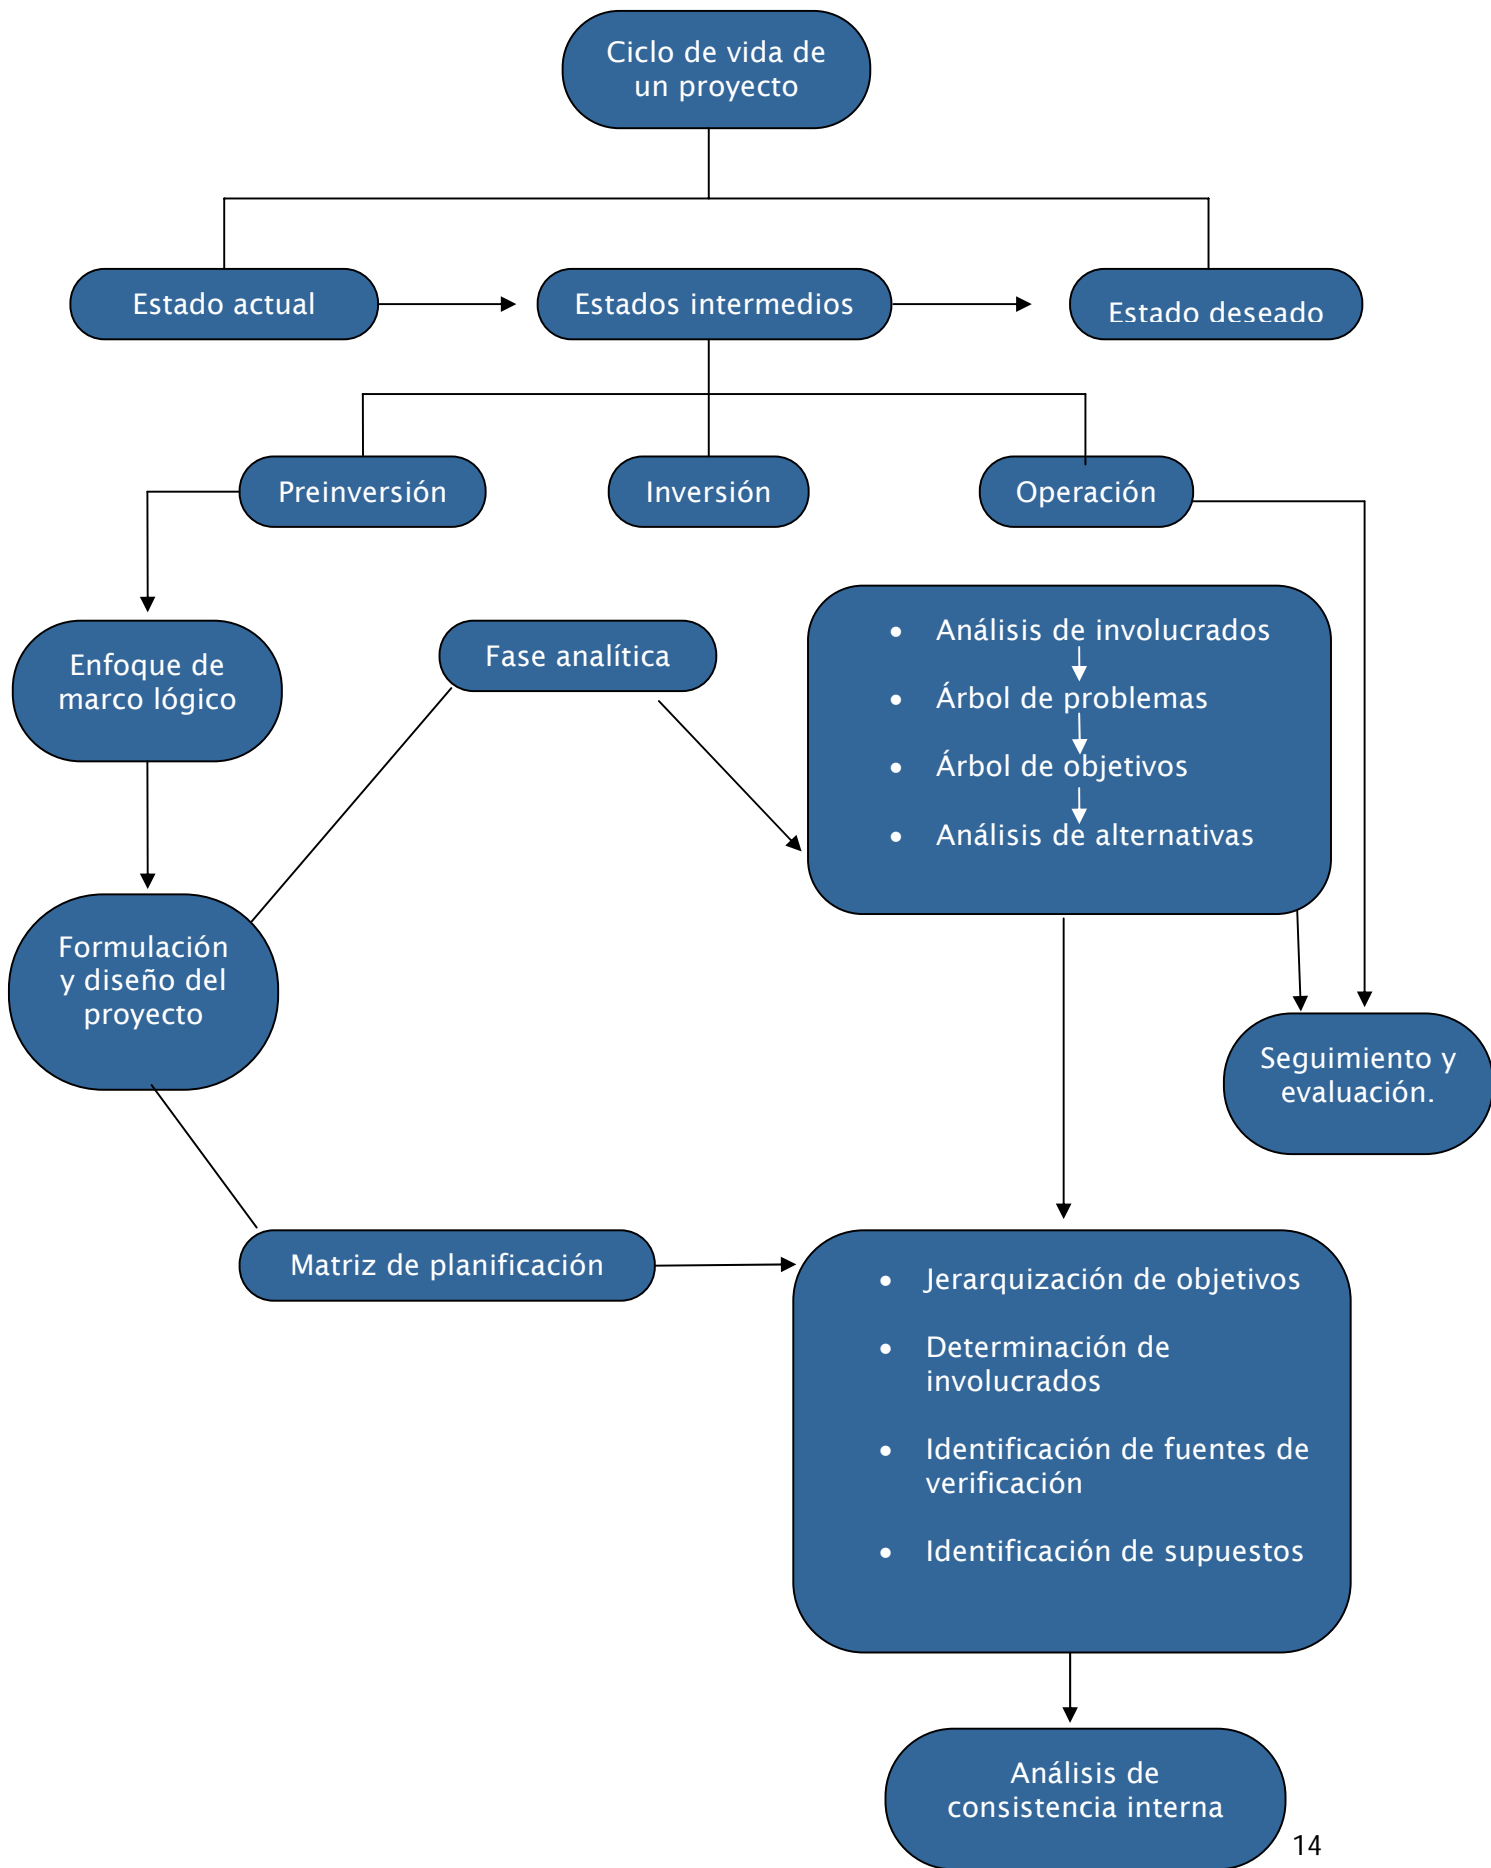 Ciclo de vida de
un proyecto
Estado actual
Estados intermedios
Estado deseado
Preinversión
Inversión
Operación
Enfoque de
marco lógico
Fase analítica
• Análisis de involucrados
• Árbol de problemas
• Árbol de objetivos
• Análisis de alternativas
Formulación
y diseño del
proyecto
Seguimiento y
evaluación.
Matriz de planificación
• Jerarquización de objetivos
• Determinación de
involucrados
• Identificación de fuentes de
verificación
• Identificación de supuestos
Análisis de
consistencia interna
14